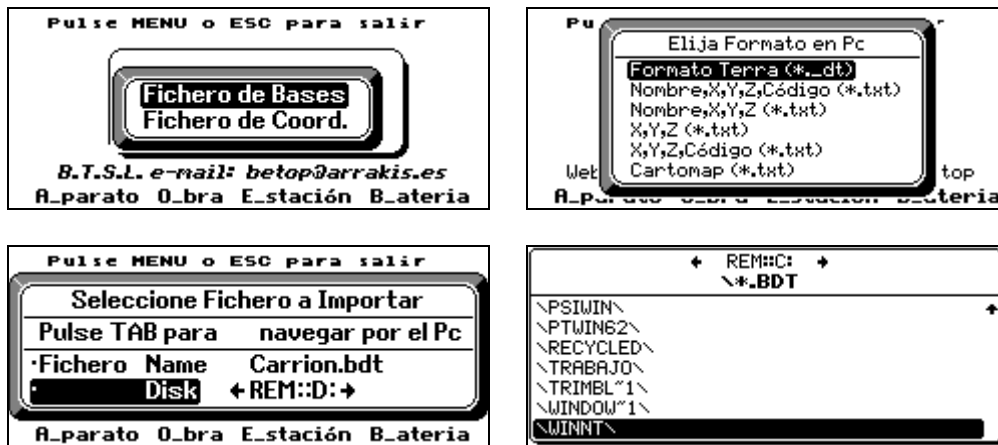 Pulse MENU o ESC para salir
Fichero de Bases
Fichero de Coord.
B.T.S.L. e-mail: betop@arrakis.es
A_parato O_bra E_stación B_ateria
Pu
Elija Formato en Pc
Formato Terra (*._dt)
Nombre,X,Y,Z,Código (*.txt)
Nombre,X,Y,Z (*.txt)
X,Y,Z (*.txt)
X,Y,Z,Código (*.txt)
Web Cartomap (*.txt) top
Pulse MENU o ESC para salir
Seleccione Fichero a Importar
Pulse TAB para navegar por el Pc
·Fichero Name Carrion.bdt
· Disk ←REM::D:→
A_parato O_bra E_stación B_ateria
← REM::C: →
\*.BDT
\PSIWIN\
\PTWIN62\
\RECYCLED\
\TRABAJO\
\TRIMBL~1\
\WINDOW~1\
\WINNT\